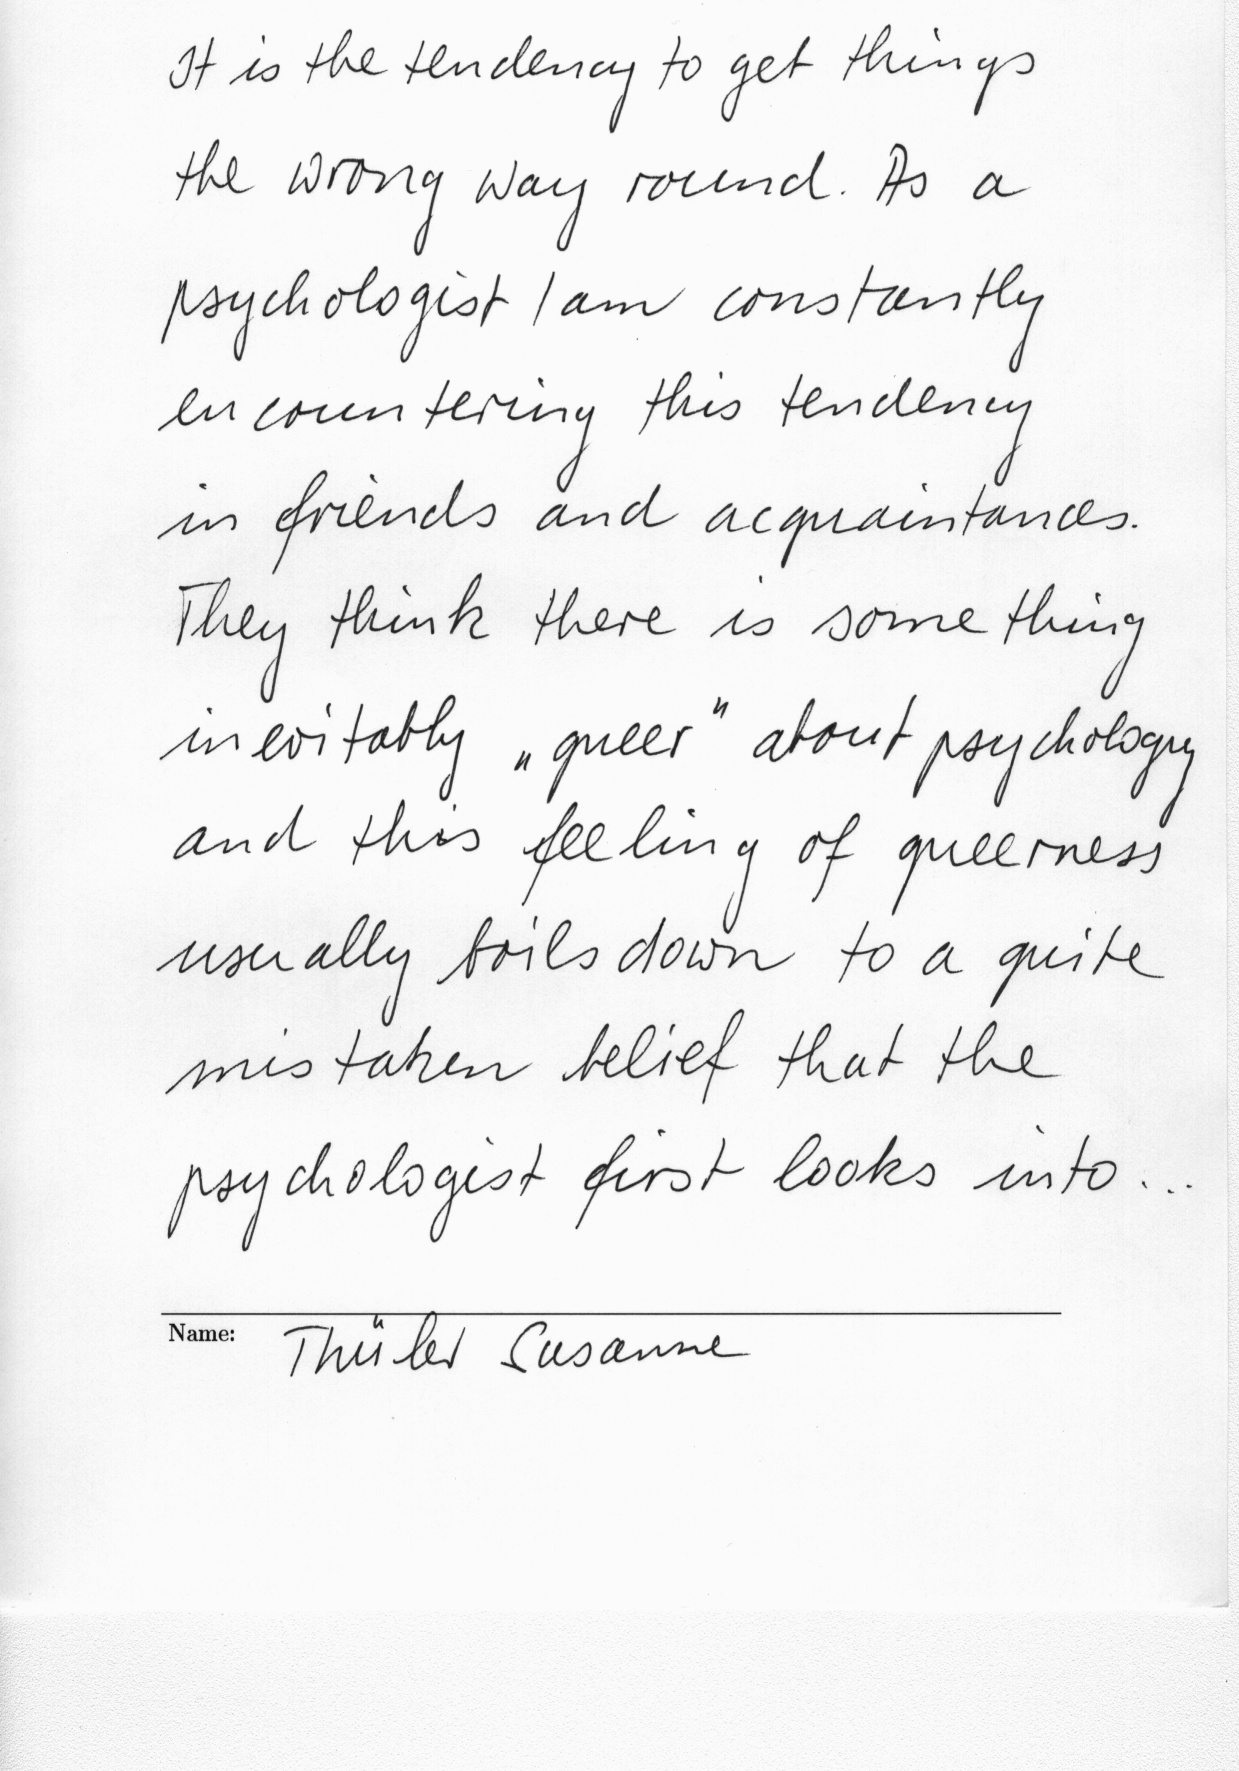 It is the tendency to get things
the wrong way round. As a
psychologist I am constantly
encountering this tendency
in friends and acquaintances.
They think there is something
inevitably „queer" about psychology
and this feeling of queerness
usually boils down to a quite
mistaken belief that the
psychologist first looks into...
Name: Thüler Susanne